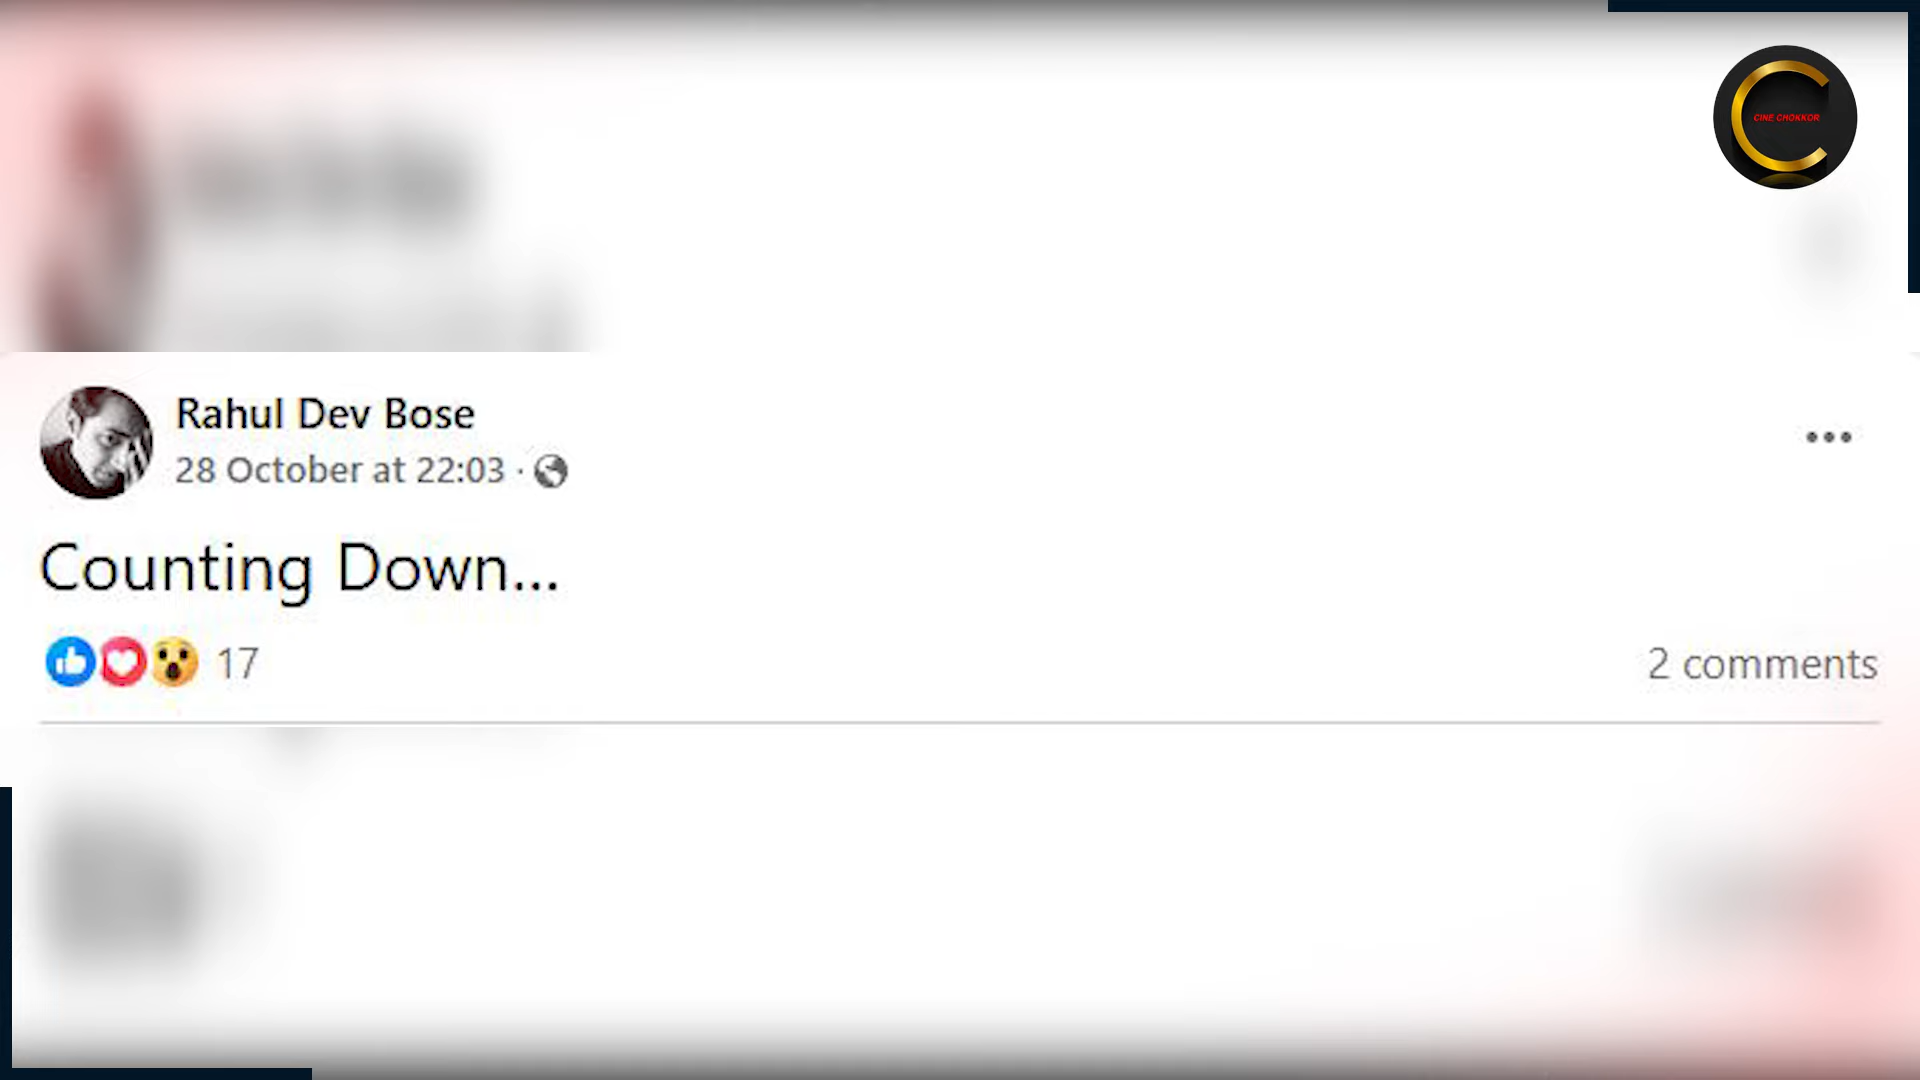 CINE CHOKKOR
Rahul Dev Bose
28 October at 22:03 ·
Counting Down...
17
2 comments